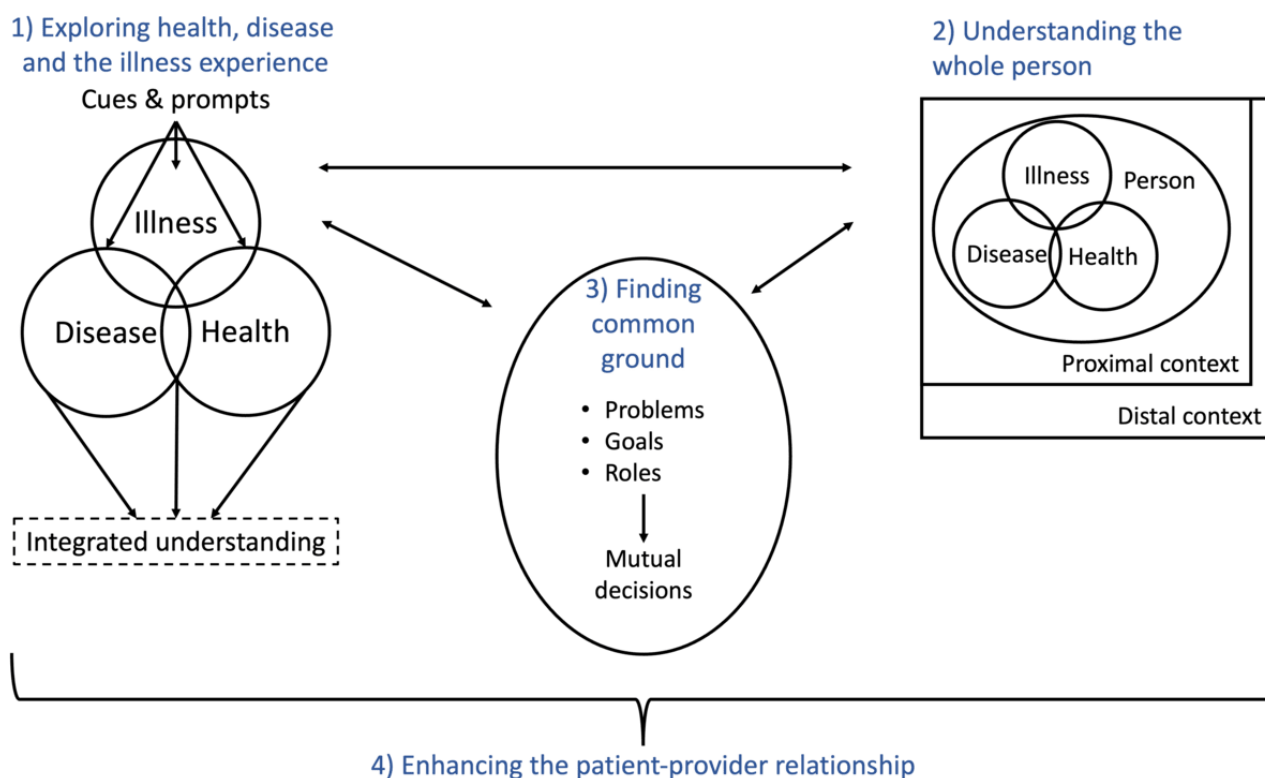 1) Exploring health, disease
and the illness experience
Cues & prompts
Illness
Disease
Health
Integrated understanding
2) Understanding the
whole person
Illness
Person
Disease
Health
Proximal context
Distal context
3) Finding
common
ground
• Problems
• Goals
• Roles
Mutual
decisions
4) Enhancing the patient-provider relationship